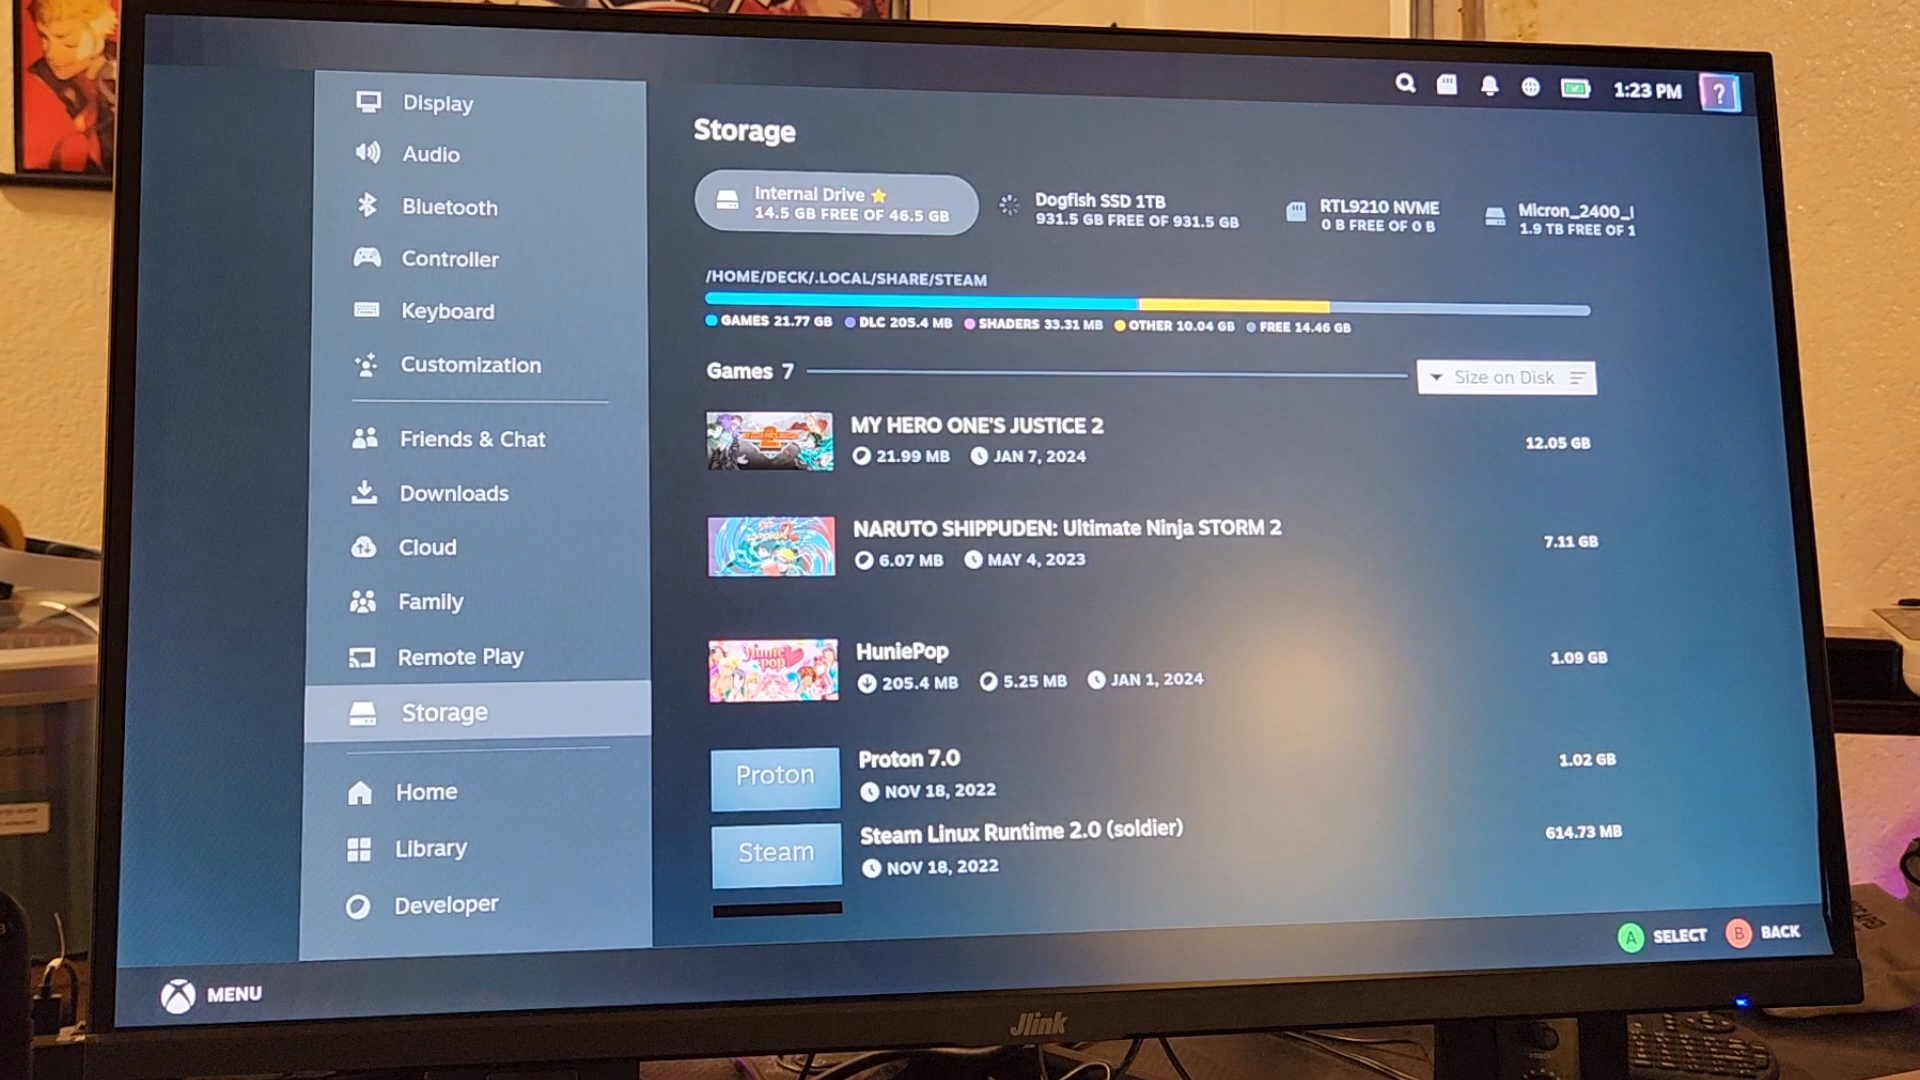 1:23 PM
?
Display
Audio
Bluetooth
Controller
Keyboard
Customization
Friends & Chat
Downloads
Cloud
Family
Remote Play
Storage
Home
Library
Developer
Storage
Internal Drive
14.5 GB FREE OF 46.5 GB
Dogfish SSD 1TB
931.5 GB FREE OF 931.5 GB
RTL9210 NVME
0 B FREE OF 0 B
Micron_2400_
1.9 TB FREE OF 1
/HOME/DECK/.LOCAL/SHARE/STEAM
GAMES 21.77 GB DLC 205.4 MB SHADERS 33.31 MB OTHER 10.04 GB FREE 14.46 GB
Games 7
Size on Disk
MY HERO ONE'S JUSTICE 2
21.99 MB JAN 7, 2024
12.05 GB
NARUTO SHIPPUDEN: Ultimate Ninja STORM 2
6.07 MB MAY 4, 2023
7.11 GB
Hunie
pop
HuniePop
205.4 MB 5.25 MB JAN 1, 2024
1.09 GB
Proton
Proton 7.0
NOV 18, 2022
1.02 GB
Steam
Steam Linux Runtime 2.0 (soldier)
NOV 18, 2022
614.73 MB
MENU
A SELECT B BACK
Jlink